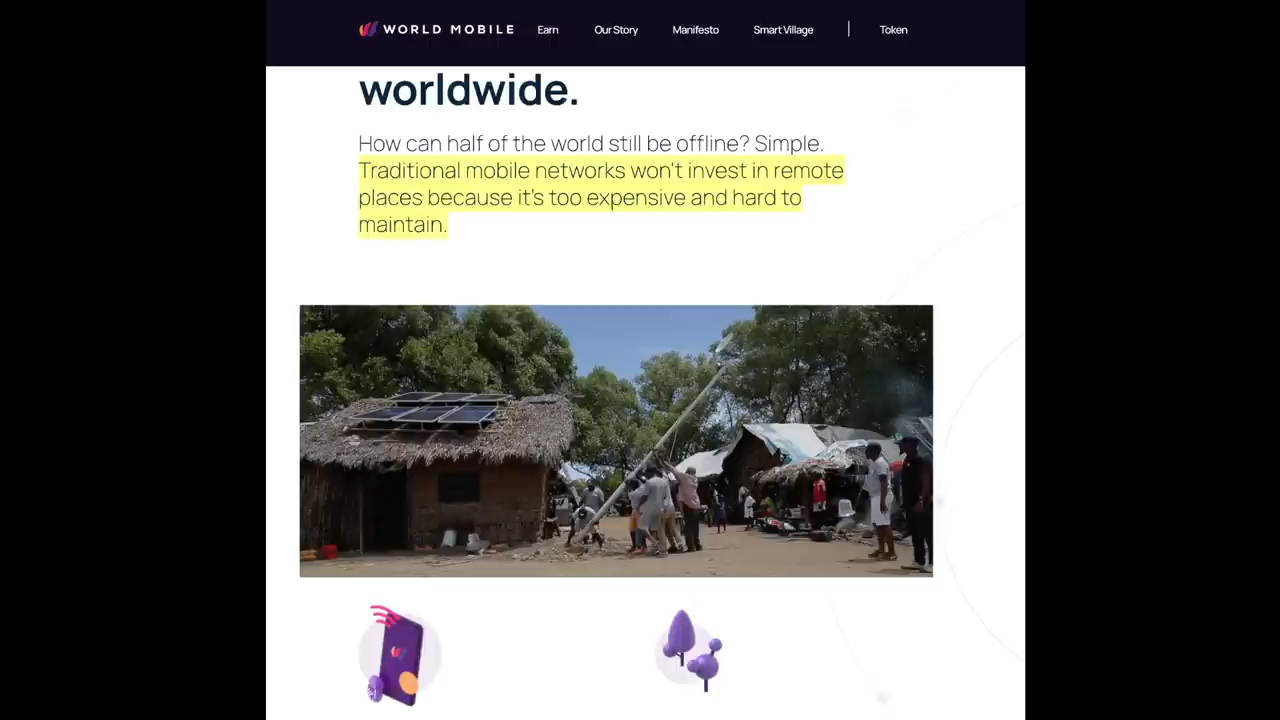 WORLD MOBILE Earn Our Story Manifesto Smart Village Token
worldwide.
How can half of the world still be offline? Simple.
Traditional mobile networks won't invest in remote
places because it's too expensive and hard to
maintain.